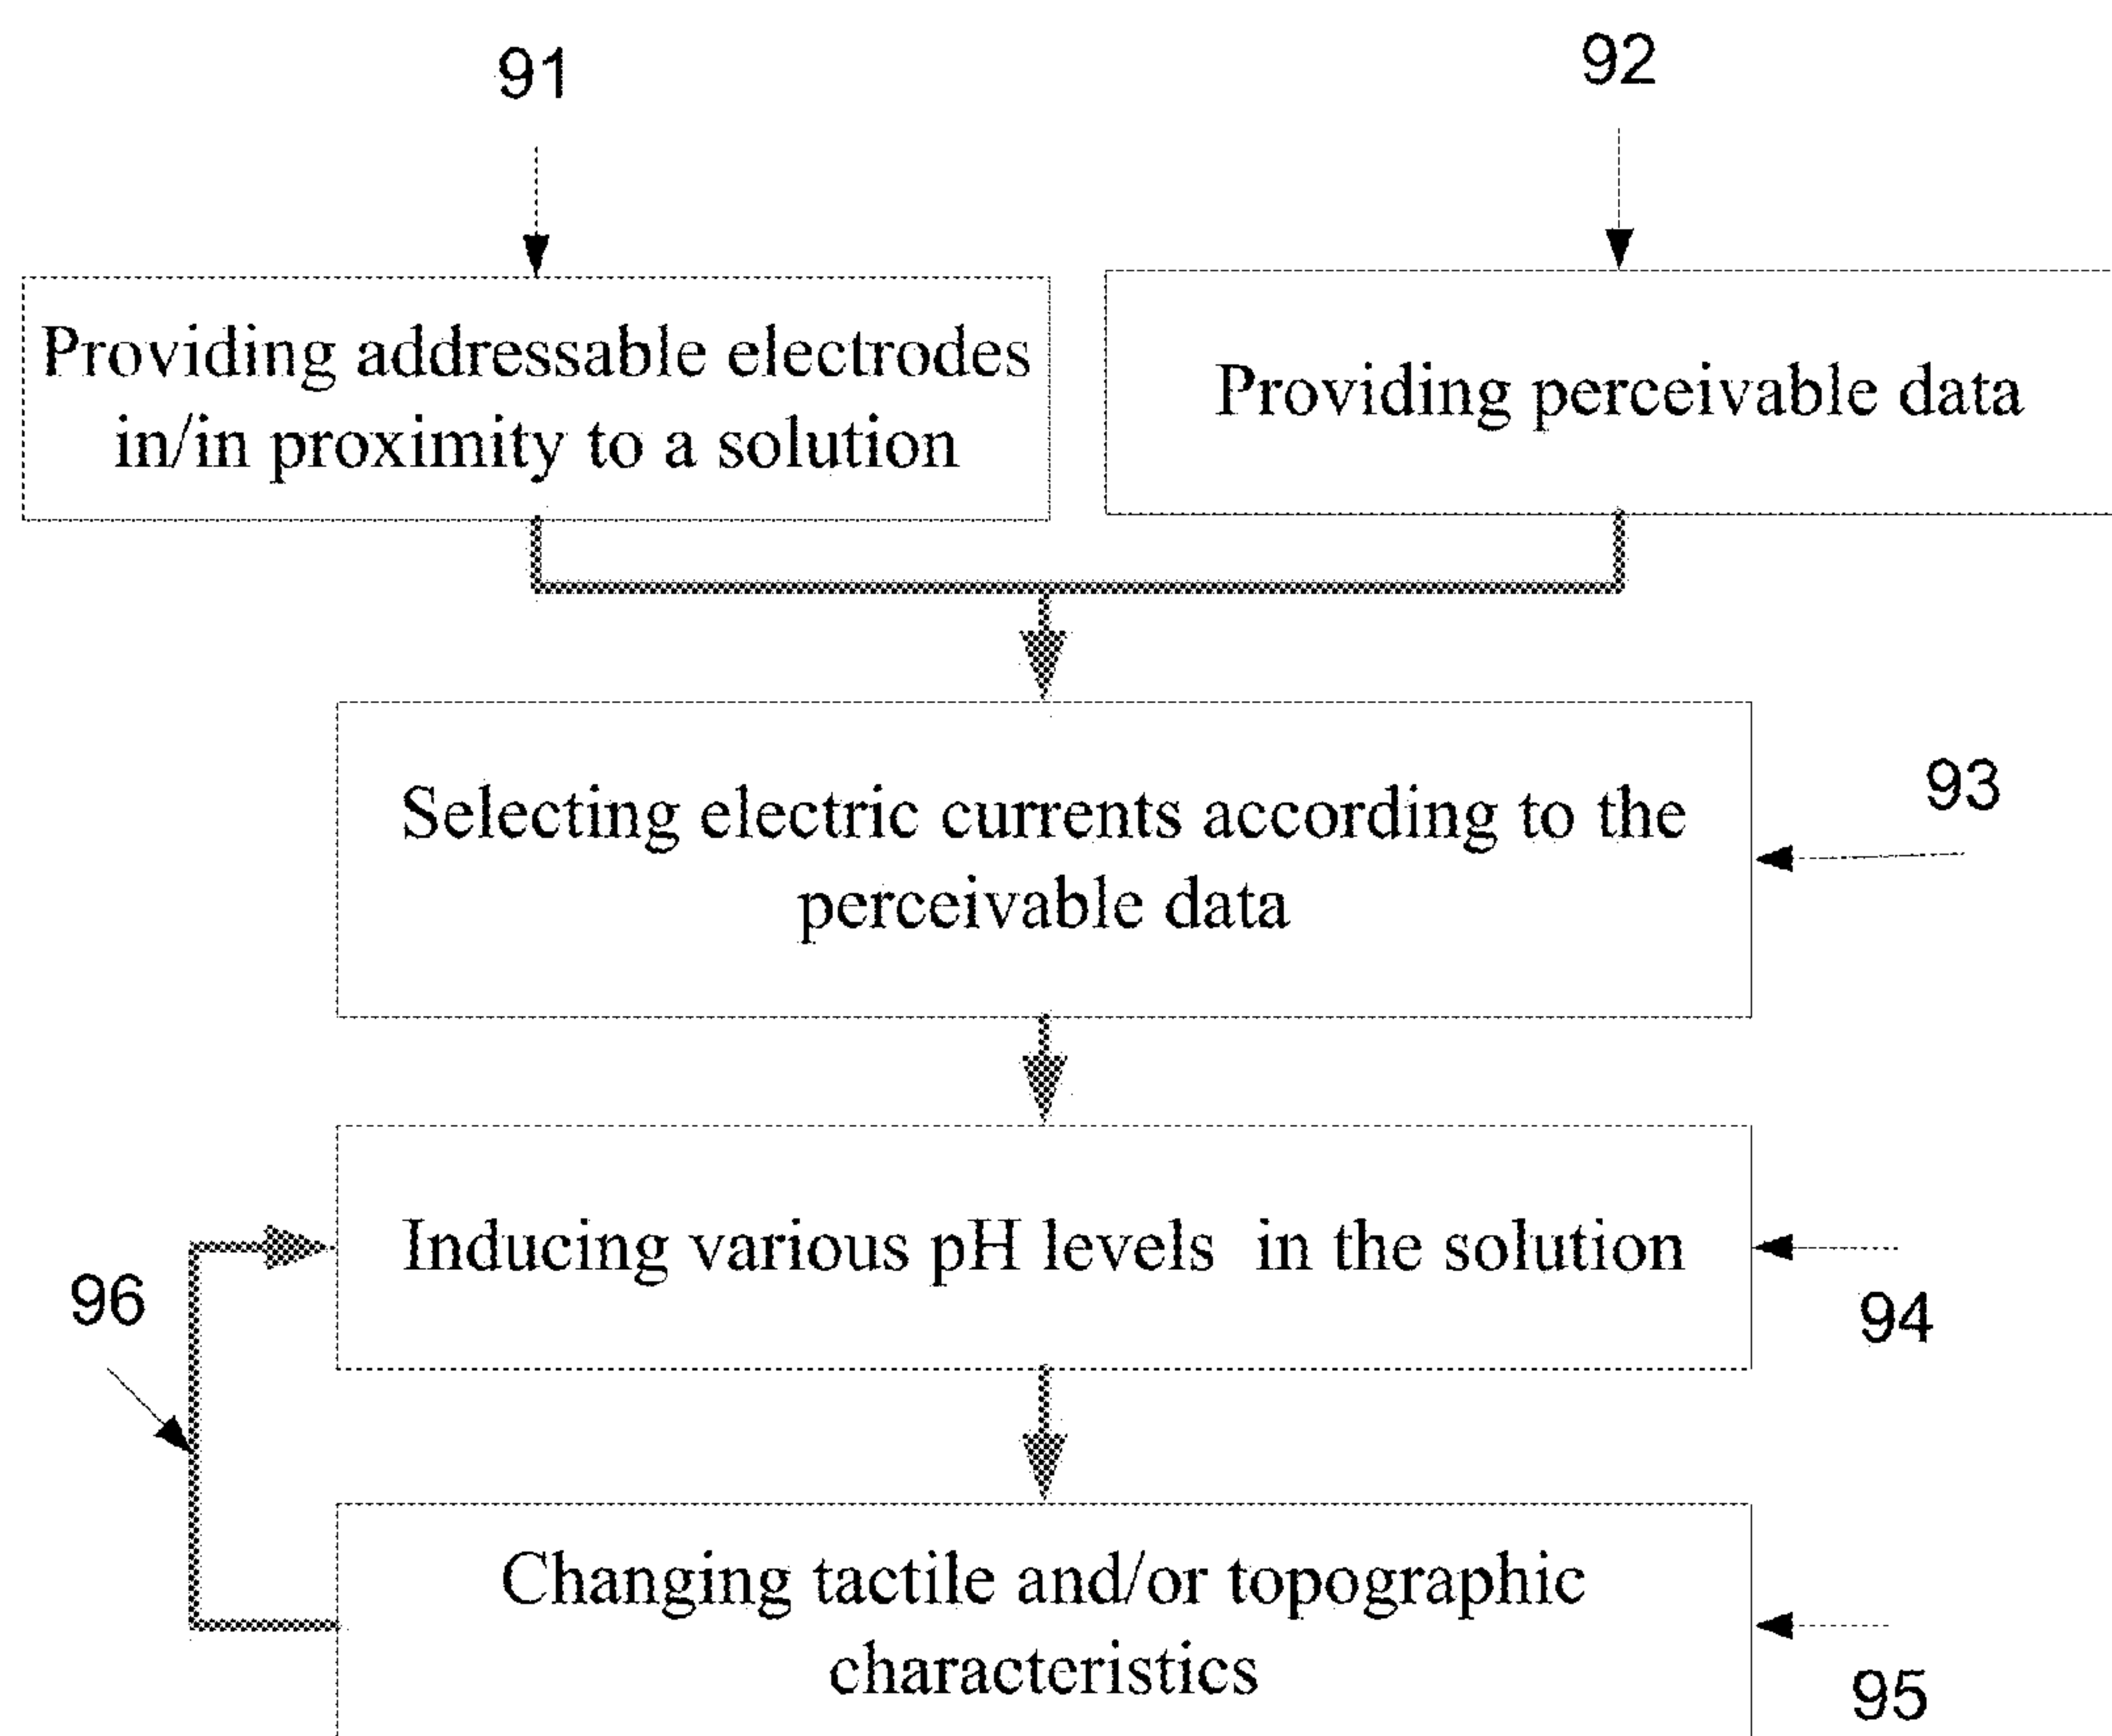 91
92
Providing addressable electrodes
in/in proximity to a solution
Providing perceivable data
Selecting electric currents according to the
perceivable data
93
Inducing various pH levels in the solution
94
96
Changing tactile and/or topographic
characteristics
95